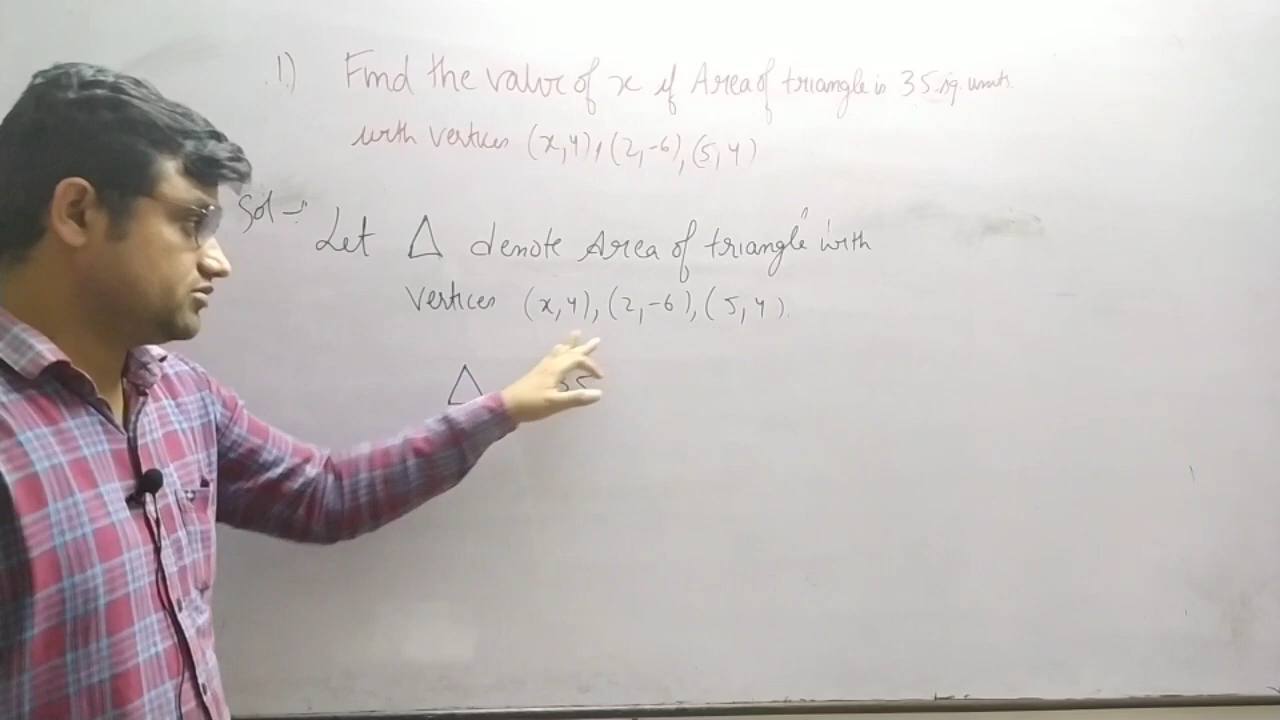 1) Find the value of x if Area of triangle is 35 sq. units.
with vertices (x,4), (2,-6), (5,4)
Sol :- Let Δ denote Area of triangle with
vertices (x,4), (2,-6), (5,4).
Δ 35